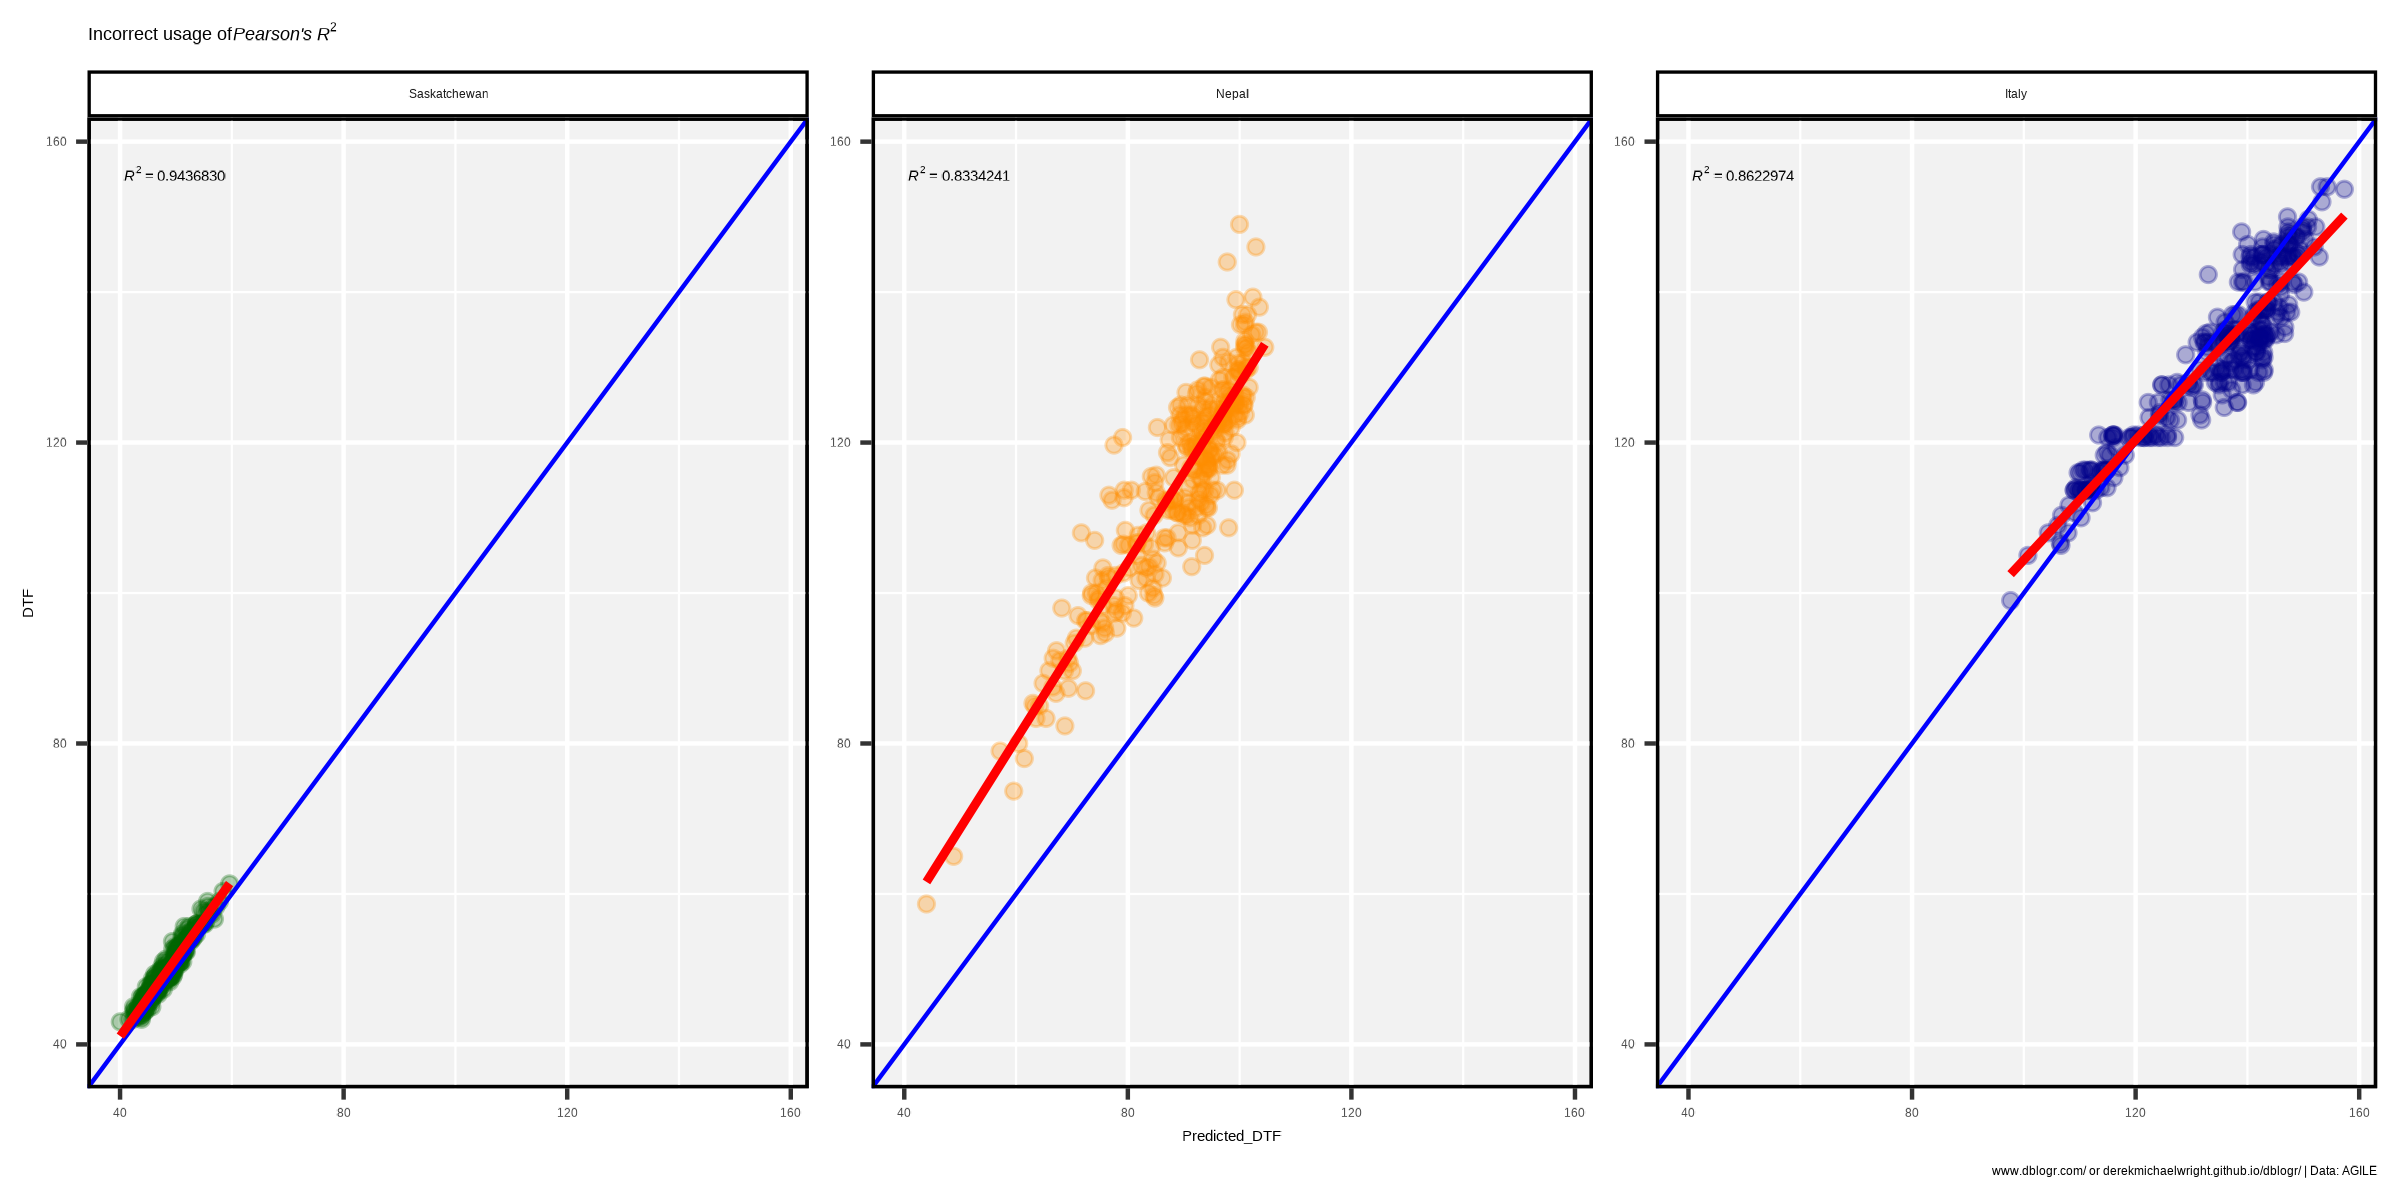 Incorrect usage of Pearson's R²
Saskatchewan
Nepal
Italy
R² = 0.9436830
R² = 0.8334241
R² = 0.8622974
160
120
80
40
160
120
80
40
160
120
80
40
DTF
40
80
120
160
40
80
120
160
40
80
120
160
Predicted_DTF
www.dblogr.com/ or derekmichaelwright.github.io/dblogr/ | Data: AGILE